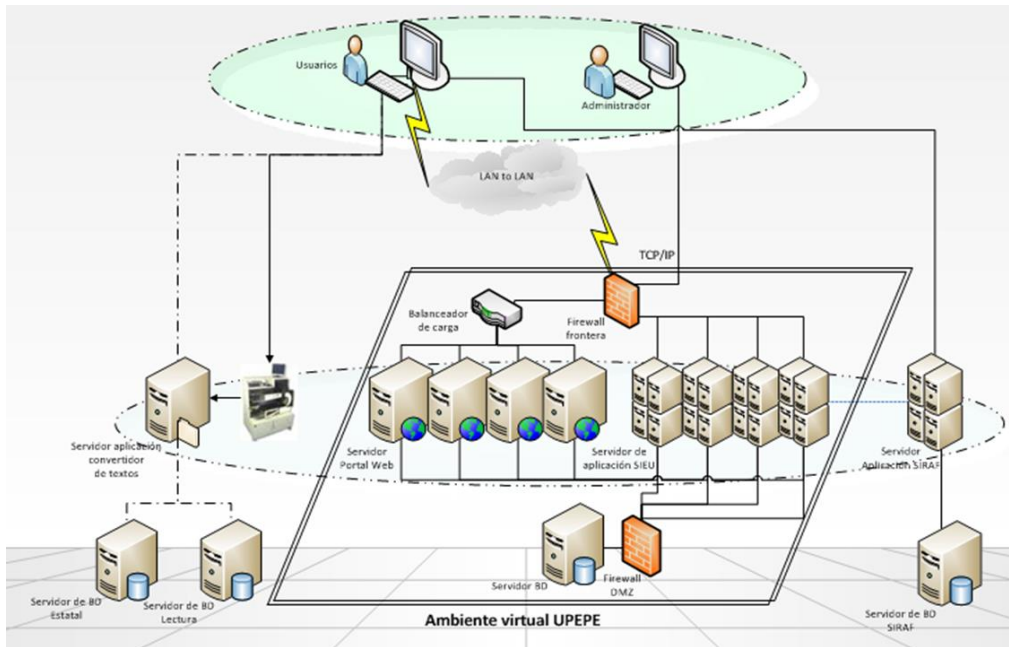 Usuarios
Administrador
LAN to LAN
TCP/IP
Balanceador
de carga
Firewall
frontera
Servidor aplicación
convertidor
de textos
Servidor
Portal Web
Servidor de
aplicación SIEU
Servidor
Aplicación SIRAF
Servidor de BD
Estatal
Servidor de BD
Lectura
Servidor BD
Firewall
DMZ
Servidor de BD
SIRAF
Ambiente virtual UPEPE